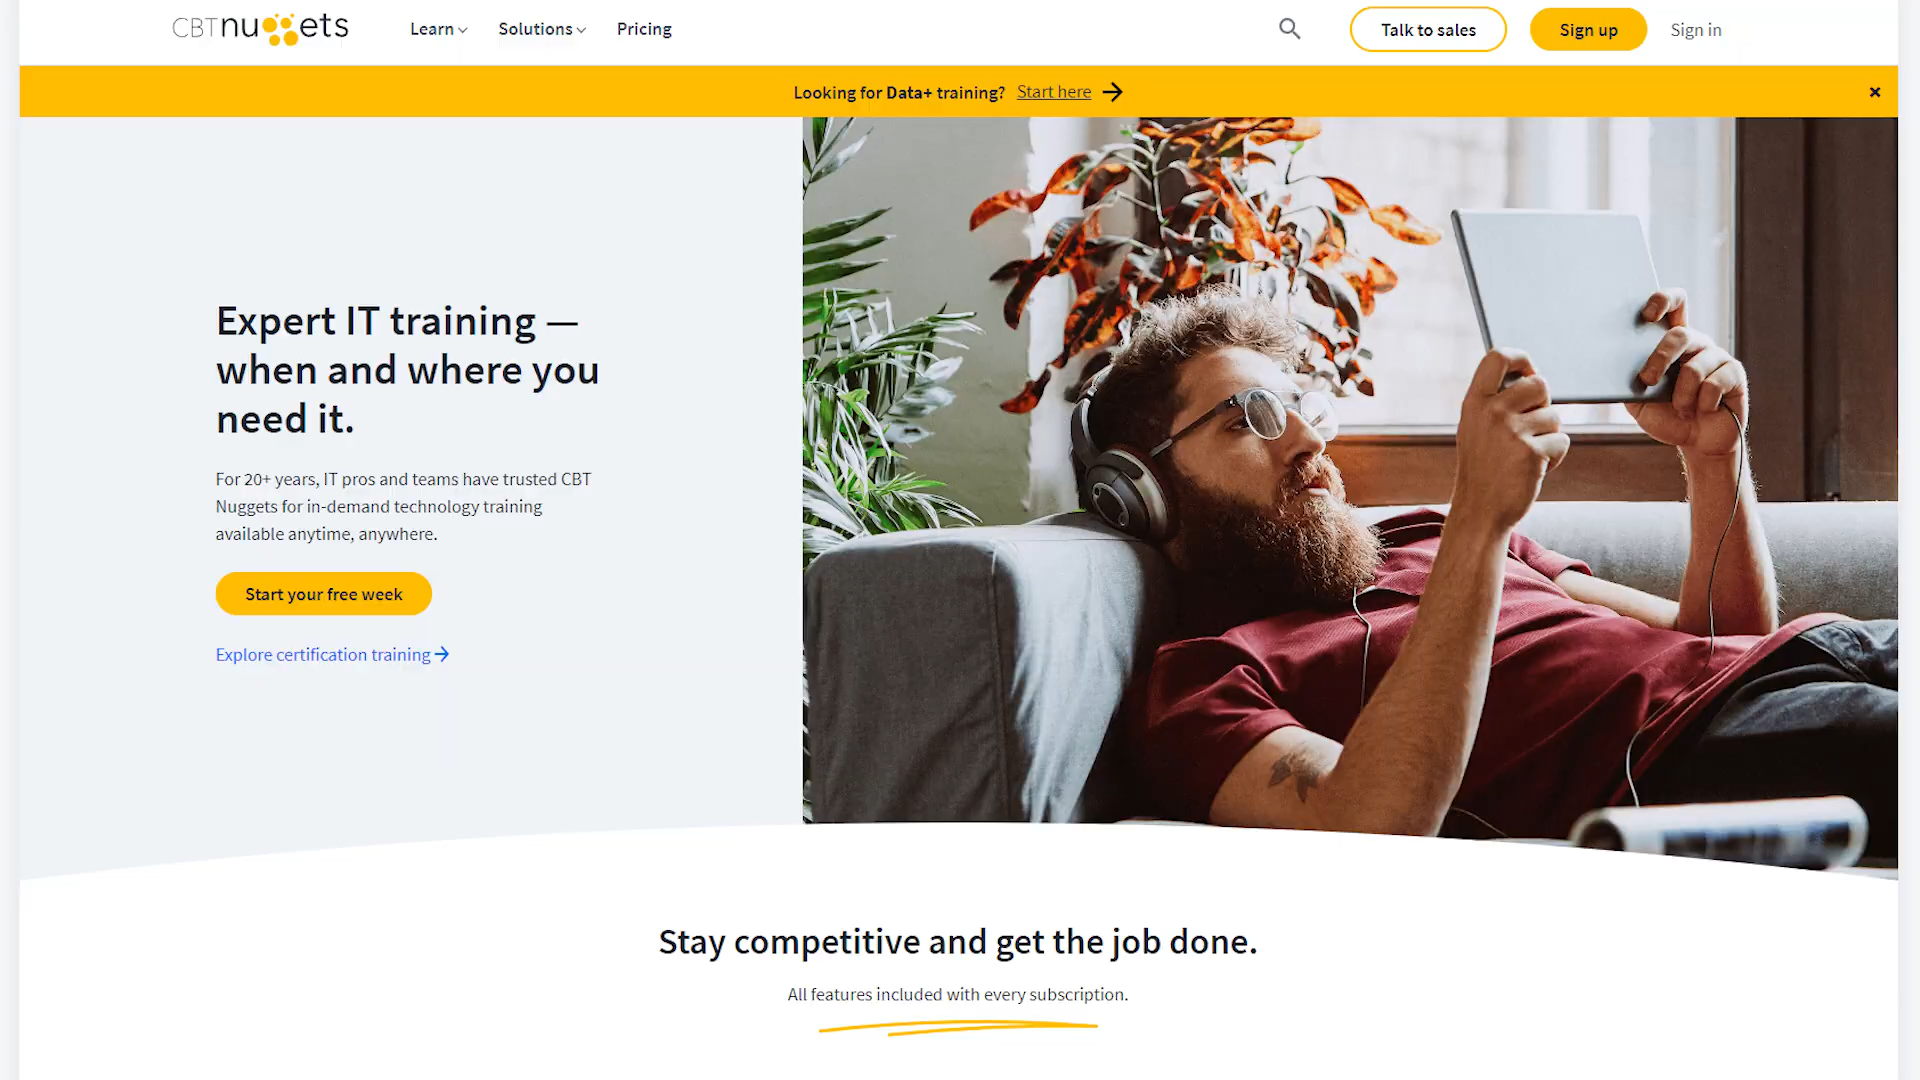 CBTnuggets
Learn
Solutions
Pricing
Talk to sales
Sign up
Sign in
Looking for Data+ training? Start here
Expert IT training —
when and where you
need it.
For 20+ years, IT pros and teams have trusted CBT
Nuggets for in-demand technology training
available anytime, anywhere.
Start your free week
Explore certification training
Stay competitive and get the job done.
All features included with every subscription.